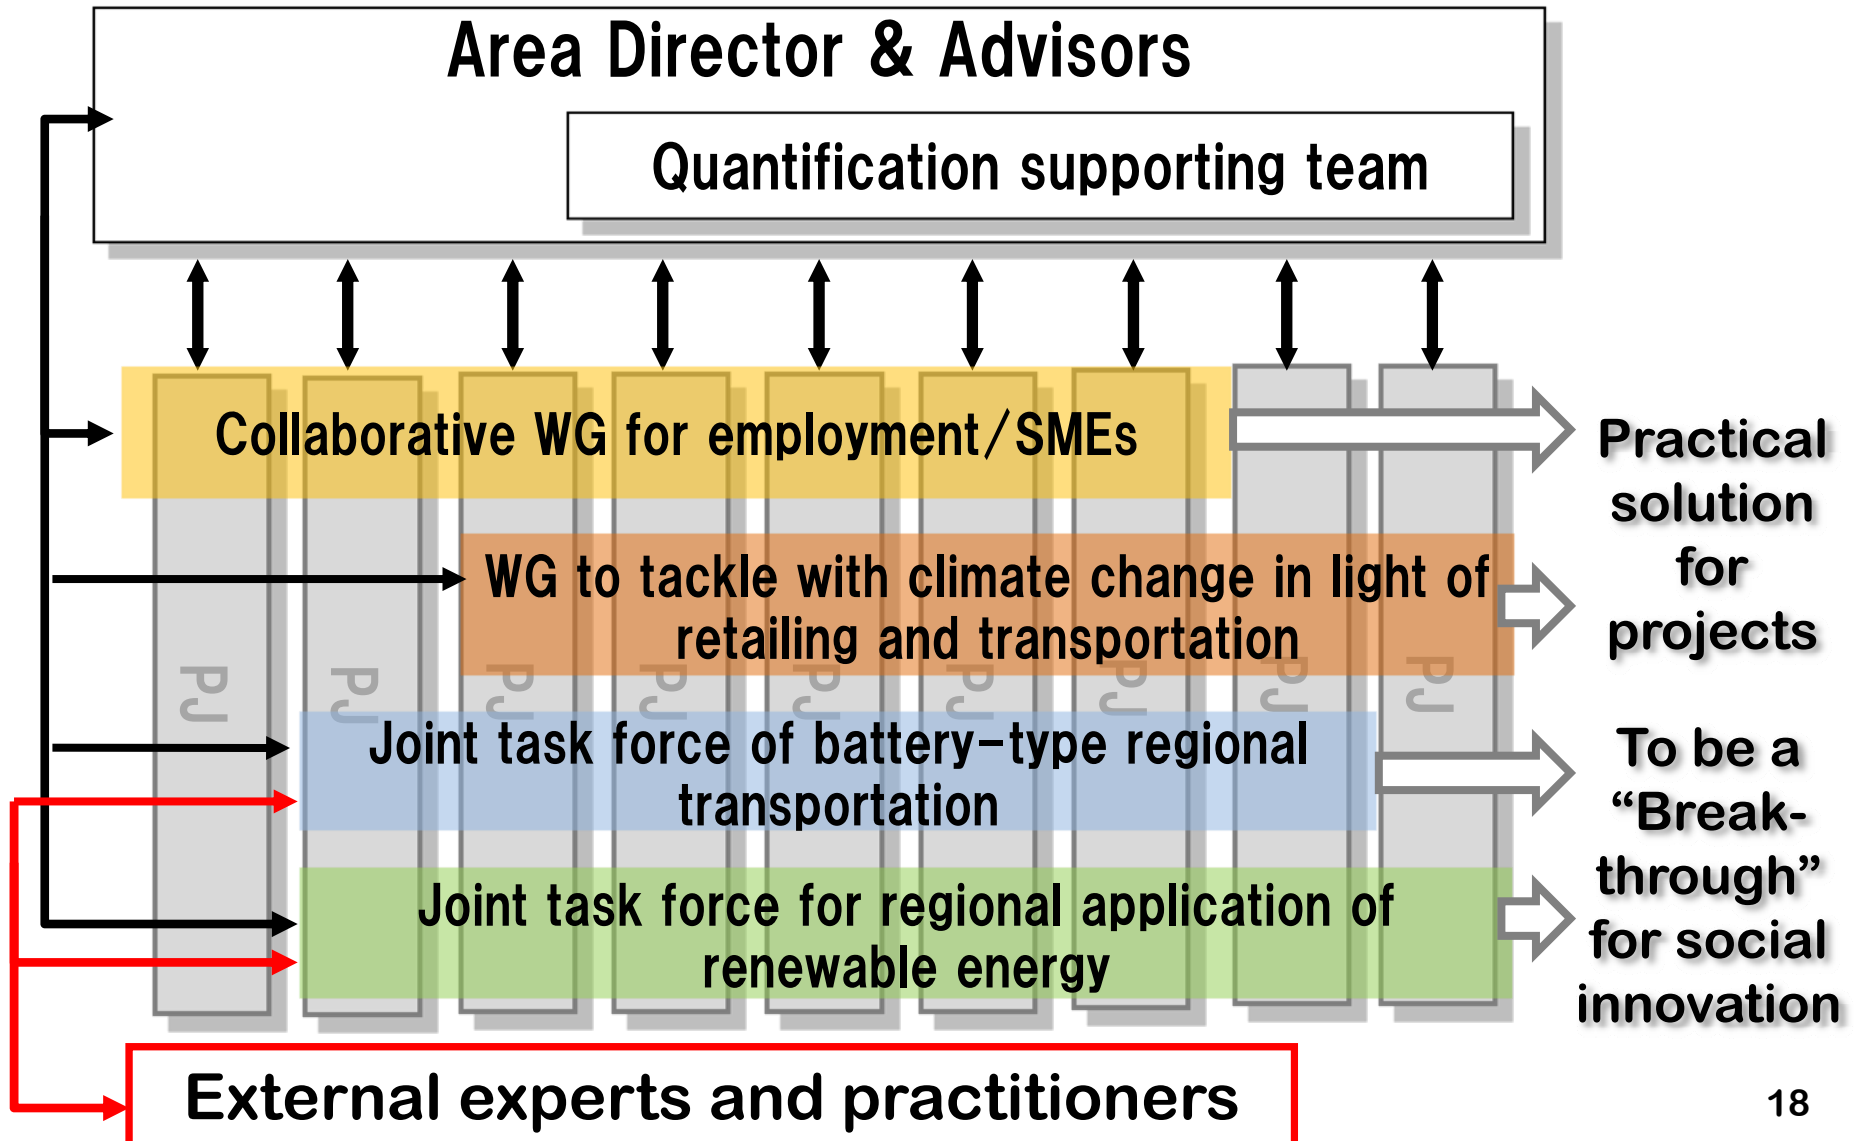 Area Director & Advisors
Quantification supporting team
Collaborative WG for employment/SMEs
WG to tackle with climate change in light of
retailing and transportation
PJ
PJ
PJ
PJ
PJ
PJ
PJ
PJ
PJ
Joint task force of battery-type regional
transportation
Joint task force for regional application of
renewable energy
Practical
solution
for
projects
To be a
“Break-
through”
for social
innovation
External experts and practitioners
18